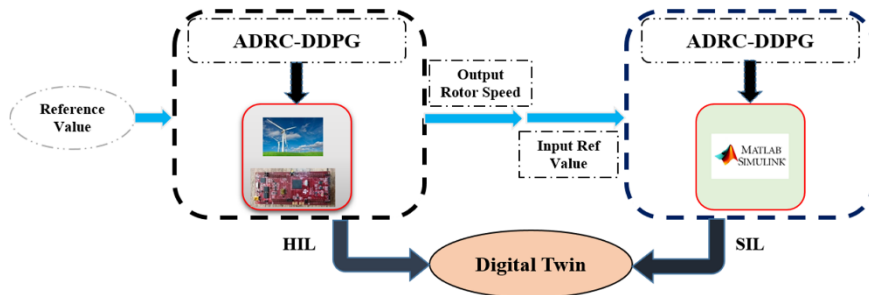 ADRC-DDPG
ADRC-DDPG
Reference
Value
Output
Rotor Speed
Input Ref
Value
MATLAB
SIMULINK
HIL
SIL
Digital Twin